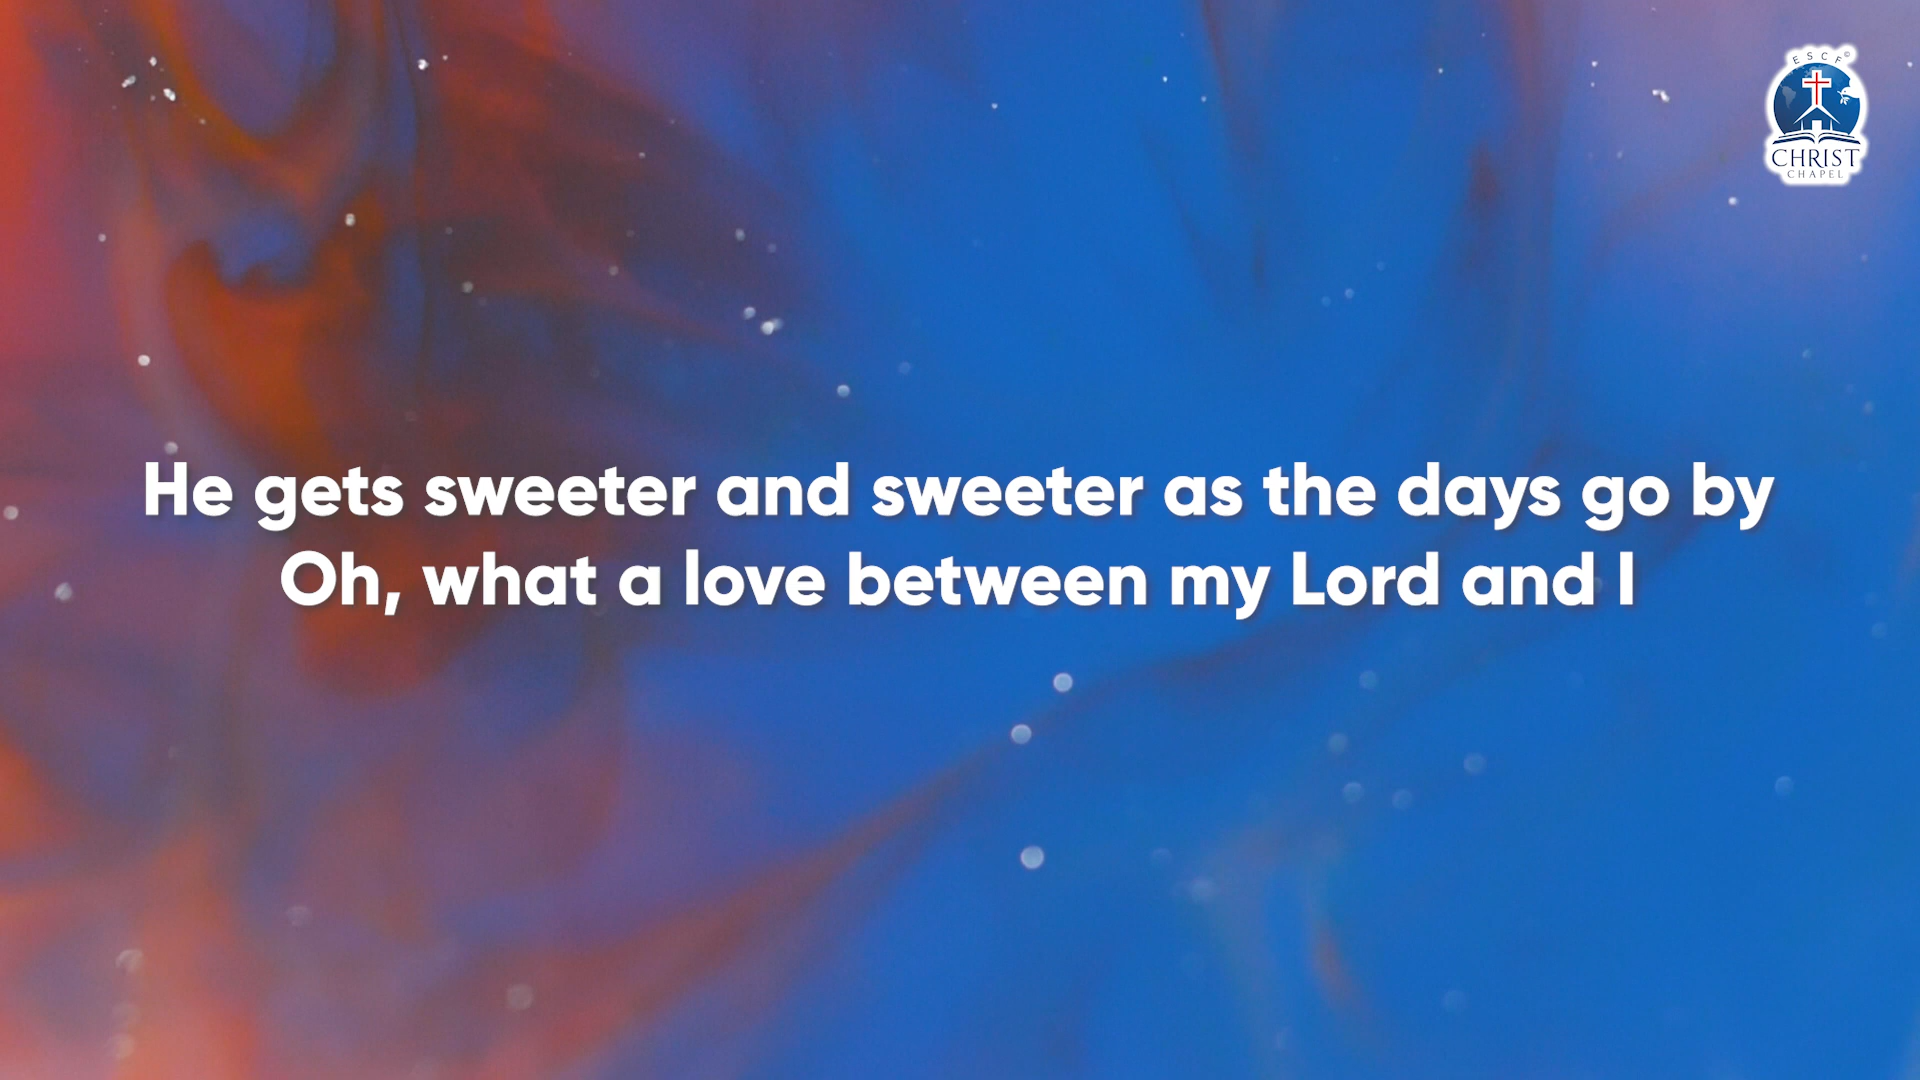 ESCF©
CHRIST
CHAPEL
He gets sweeter and sweeter as the days go by
Oh, what a love between my Lord and I